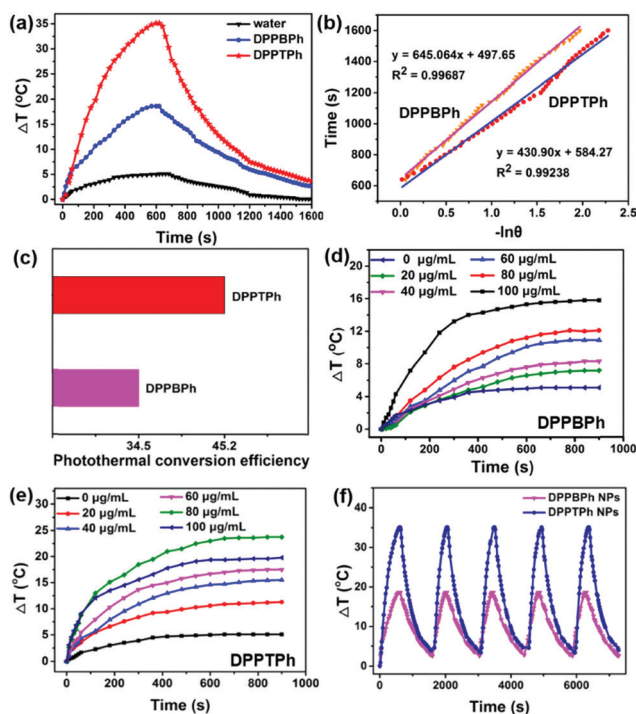 (a)
water
DPPBPh
DPPTPh
35
30
25
20
15
10
5
0
ΔT (°C)
0 200 400 600 800 1000 1200 1400 1600
Time (s)
(b)
1600
1400
1200
1000
800
600
Time (s)
y = 645.064x + 497.65
R² = 0.99687
DPPBPh
DPPTPh
y = 430.90x + 584.27
R² = 0.99238
0.0 0.5 1.0 1.5 2.0 2.5
-lnθ
(c)
DPPTPh
DPPBPh
34.5 45.2
Photothermal conversion efficiency
(d)
0 μg/mL 60 μg/mL
20 μg/mL 80 μg/mL
40 μg/mL 100 μg/mL
16
12
8
4
0
ΔT (°C)
DPPBPh
0 200 400 600 800 1000
Time (s)
(e)
0 μg/mL 60 μg/mL
20 μg/mL 80 μg/mL
40 μg/mL 100 μg/mL
35
30
25
20
15
10
5
0
ΔT (°C)
DPPTPh
0 200 400 600 800 1000
Time (s)
(f)
DPPBPh NPs
DPPTPh NPs
40
30
20
10
0
ΔT (°C)
0 2000 4000 6000
Time (s)